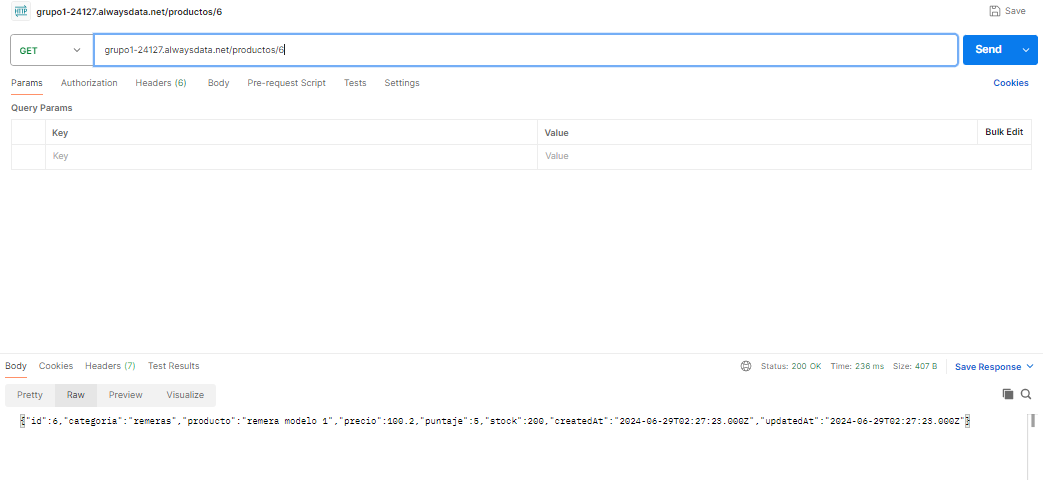 HTTP grupo1-24127.alwaysdata.net/productos/6 Save
GET grupo1-24127.alwaysdata.net/productos/6 Send
Params Authorization Headers (6) Body Pre-request Script Tests Settings Cookies
Query Params
Key Value Bulk Edit
Key Value
Body Cookies Headers (7) Test Results Status: 200 OK Time: 236 ms Size: 407 B Save Response
Pretty Raw Preview Visualize
{"id":6,"categoria":"remeras","producto":"remera modelo 1","precio":100.2,"puntaje":5,"stock":200,"createdAt":"2024-06-29T02:27:23.000Z","updatedAt":"2024-06-29T02:27:23.000Z"}